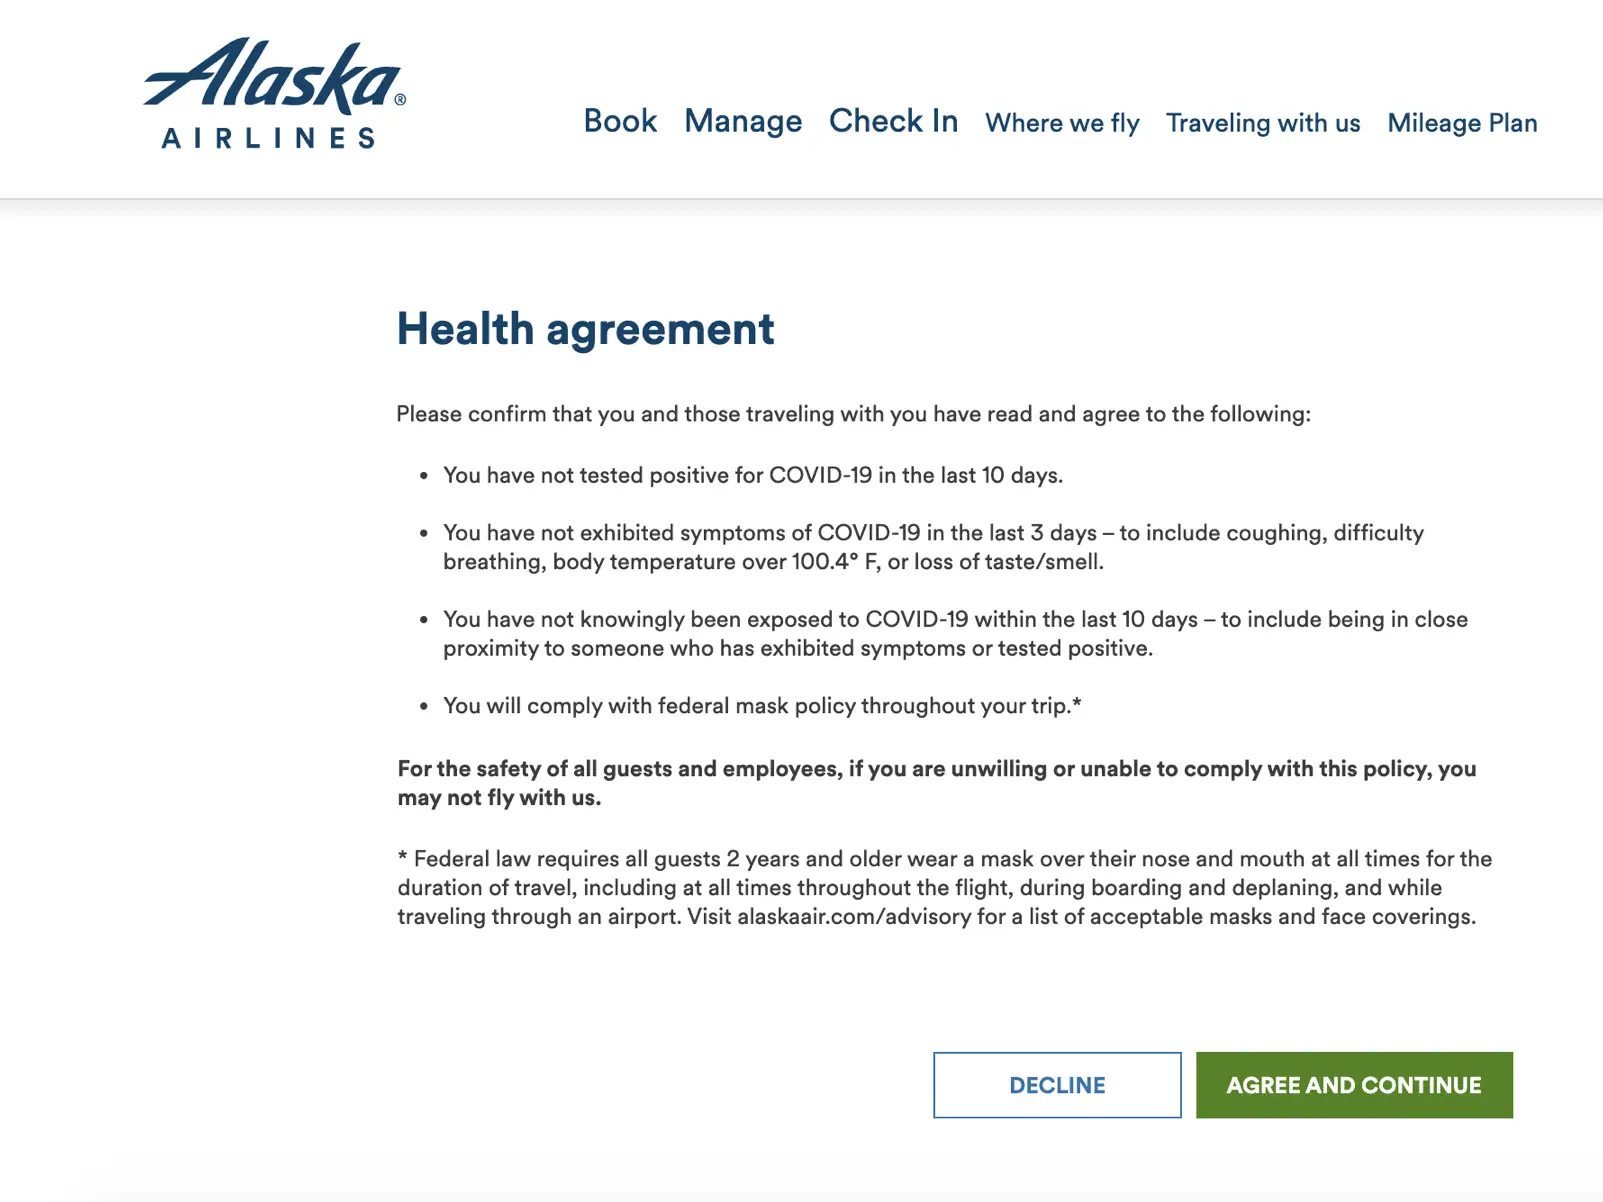 Alaska®
AIRLINES
Book Manage Check In Where we fly Traveling with us Mileage Plan
Health agreement
Please confirm that you and those traveling with you have read and agree to the following:
• You have not tested positive for COVID-19 in the last 10 days.
• You have not exhibited symptoms of COVID-19 in the last 3 days – to include coughing, difficulty
breathing, body temperature over 100.4° F, or loss of taste/smell.
• You have not knowingly been exposed to COVID-19 within the last 10 days – to include being in close
proximity to someone who has exhibited symptoms or tested positive.
• You will comply with federal mask policy throughout your trip.*
For the safety of all guests and employees, if you are unwilling or unable to comply with this policy, you
may not fly with us.
* Federal law requires all guests 2 years and older wear a mask over their nose and mouth at all times for the
duration of travel, including at all times throughout the flight, during boarding and deplaning, and while
traveling through an airport. Visit alaskaair.com/advisory for a list of acceptable masks and face coverings.
DECLINE AGREE AND CONTINUE